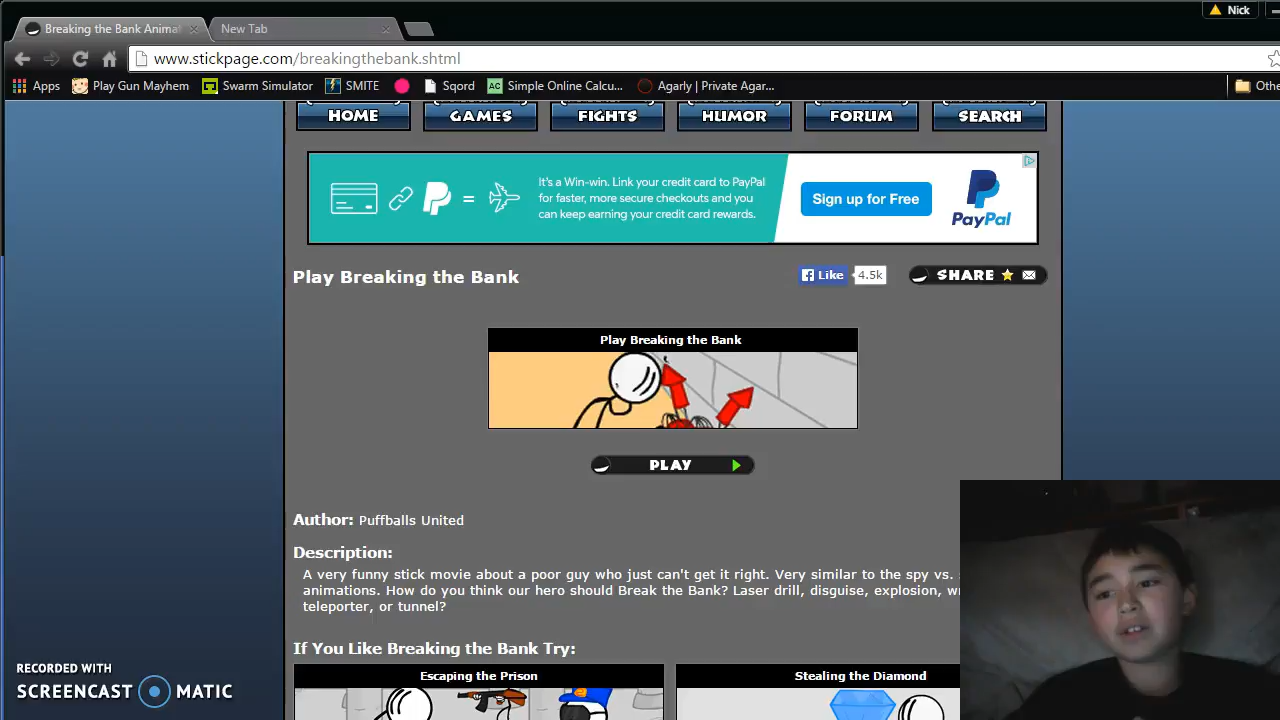 Nick
Breaking the Bank Anima
New Tab
www.stickpage.com/breakingthebank.shtml
Apps
Play Gun Mayhem
Swarm Simulator
SMITE
Sqord
AC
Simple Online Calcu...
Agarly | Private Agar...
Othe
HOME
GAMES
FIGHTS
HUMOR
FORUM
SEARCH
It's a Win-win. Link your credit card to PayPal
for faster, more secure checkouts and you
can keep earning your credit card rewards.
Sign up for Free
PayPal
Play Breaking the Bank
Like
4.5k
SHARE
Play Breaking the Bank
PLAY
Author: Puffballs United
Description:
A very funny stick movie about a poor guy who just can't get it right. Very similar to the spy vs.
animations. How do you think our hero should Break the Bank? Laser drill, disguise, explosion, w
teleporter, or tunnel?
If You Like Breaking the Bank Try:
Escaping the Prison
Stealing the Diamond
RECORDED WITH
SCREENCAST MATIC